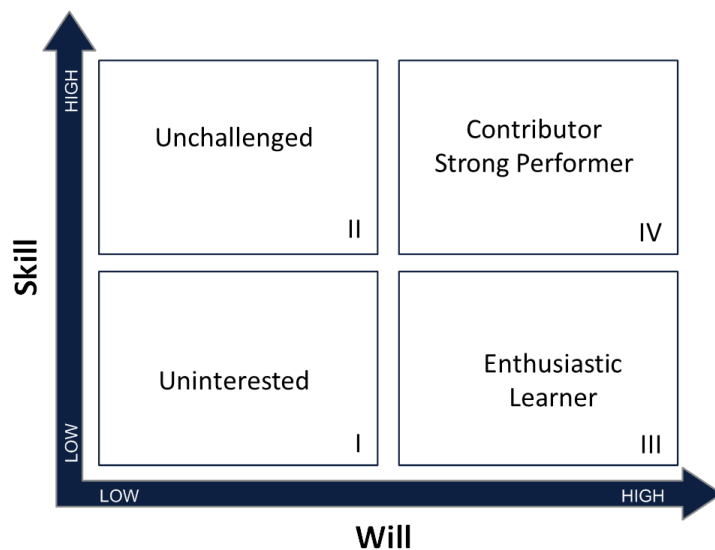 HIGH
Unchallenged
II
Contributor
Strong Performer
IV
Skill
Uninterested
I
Enthusiastic
Learner
III
LOW
LOW
HIGH
Will